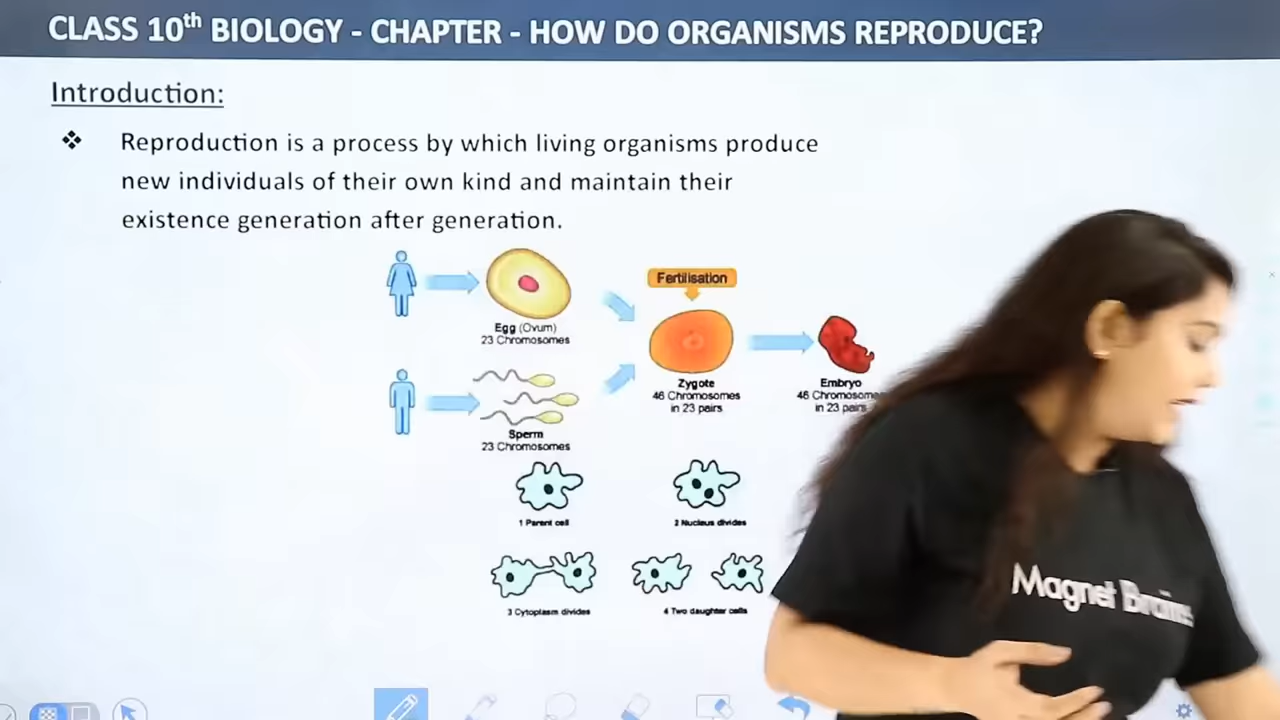 CLASS 10th BIOLOGY - CHAPTER - HOW DO ORGANISMS REPRODUCE?
Introduction:
❖ Reproduction is a process by which living organisms produce
new individuals of their own kind and maintain their
existence generation after generation.
Fertilisation
Egg (Ovum)
23 Chromosomes
Zygote
46 Chromosomes
in 23 pairs
Embryo
46 Chromosome
in 23 pairs
Sperm
23 Chromosomes
1 Parent cell
2 Nucleus divides
3 Cytoplasm divides
4 Two daughter cells
Magnet Brains